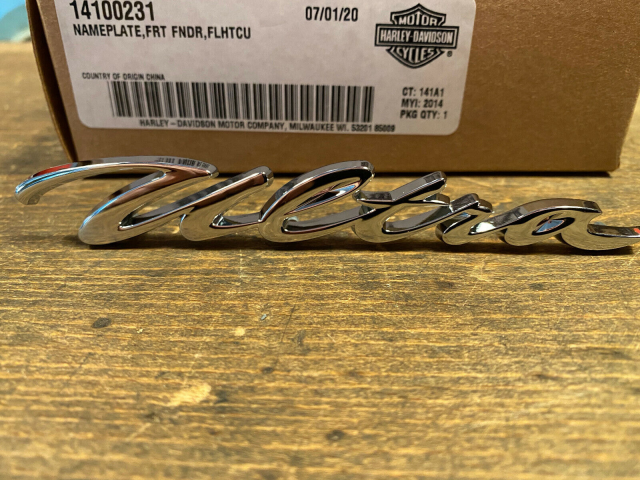 14100231 07/01/20
NAMEPLATE,FRT FNDR,FLHTCU
MOTOR
HARLEY-DAVIDSON
CYCLES
COUNTRY OF ORIGIN CHINA
CT: 141A1
MYI: 2014
PKG QTY: 1
HARLEY-DAVIDSON MOTOR COMPANY, MILWAUKEE WI. 53201 85009
Ultra